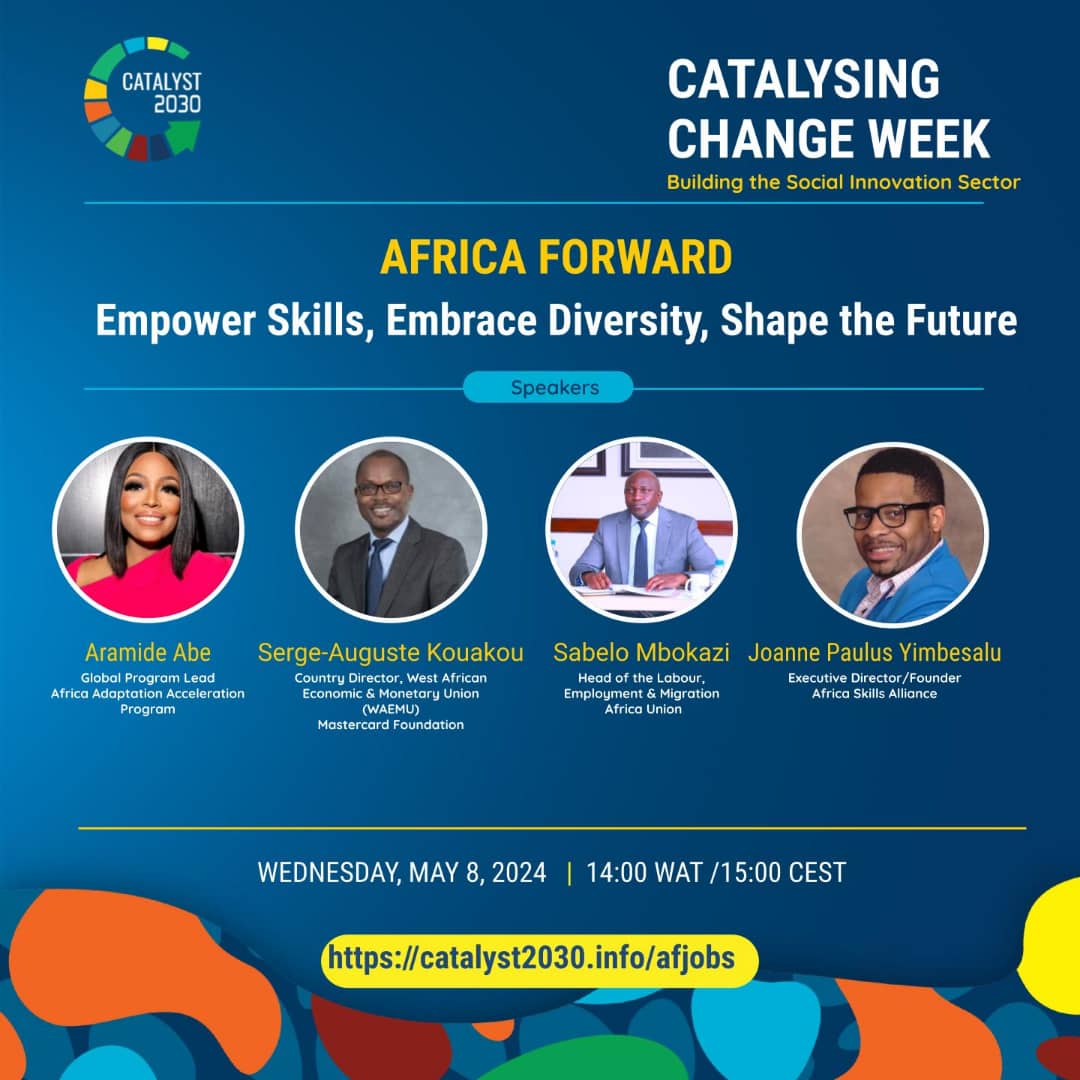 CATALYST
2030
CATALYSING
CHANGE WEEK
Building the Social Innovation Sector
AFRICA FORWARD
Empower Skills, Embrace Diversity, Shape the Future
Speakers
Aramide Abe
Global Program Lead
Africa Adaptation Acceleration
Program
Serge-Auguste Kouakou
Country Director, West African
Economic & Monetary Union
(WAEMU)
Mastercard Foundation
Sabelo Mbokazi
Head of the Labour,
Employment & Migration
Africa Union
Joanne Paulus Yimbesalu
Executive Director/Founder
Africa Skills Alliance
WEDNESDAY, MAY 8, 2024 | 14:00 WAT /15:00 CEST
https://catalyst2030.info/afjobs